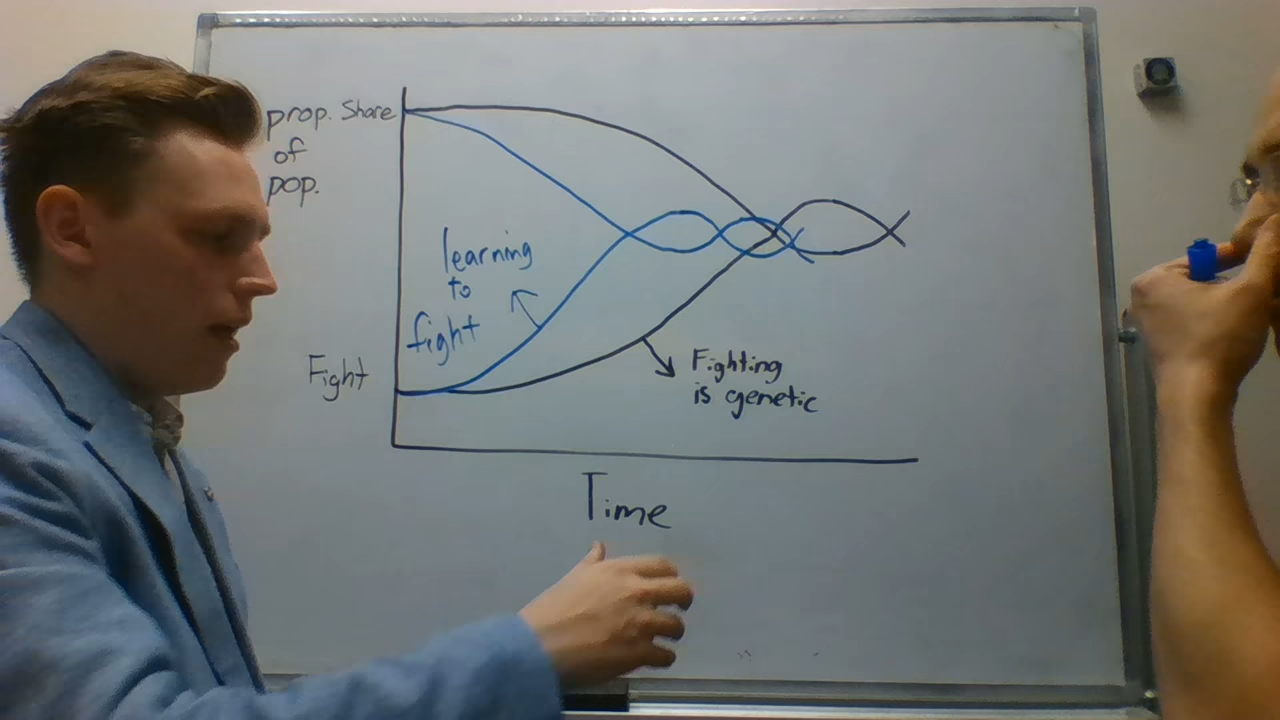 prop. Share
of
pop.
learning
to
fight
Fight
Fighting
is genetic
Time